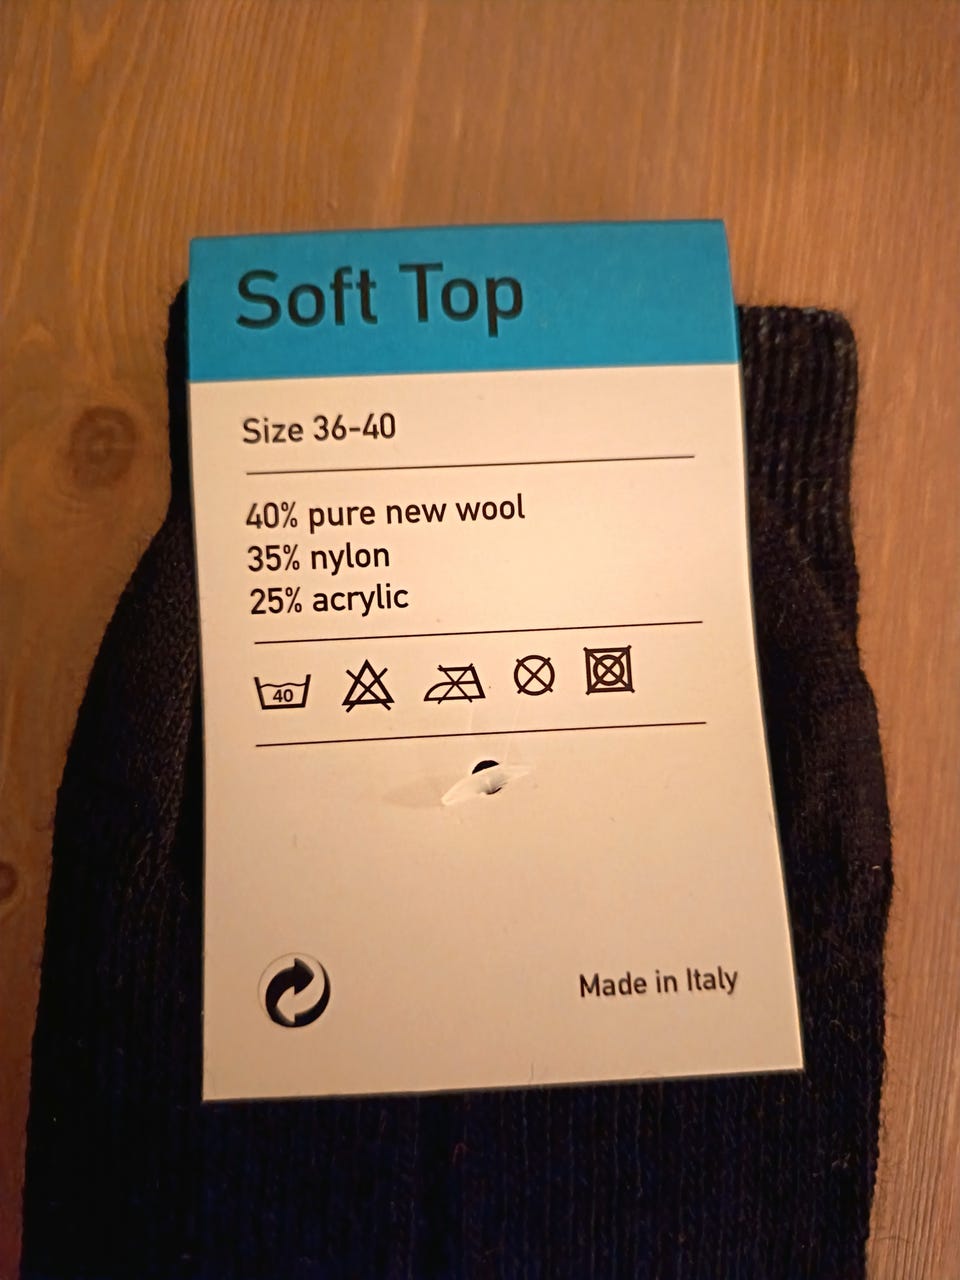 Soft Top
Size 36-40
40% pure new wool
35% nylon
25% acrylic
40
Made in Italy